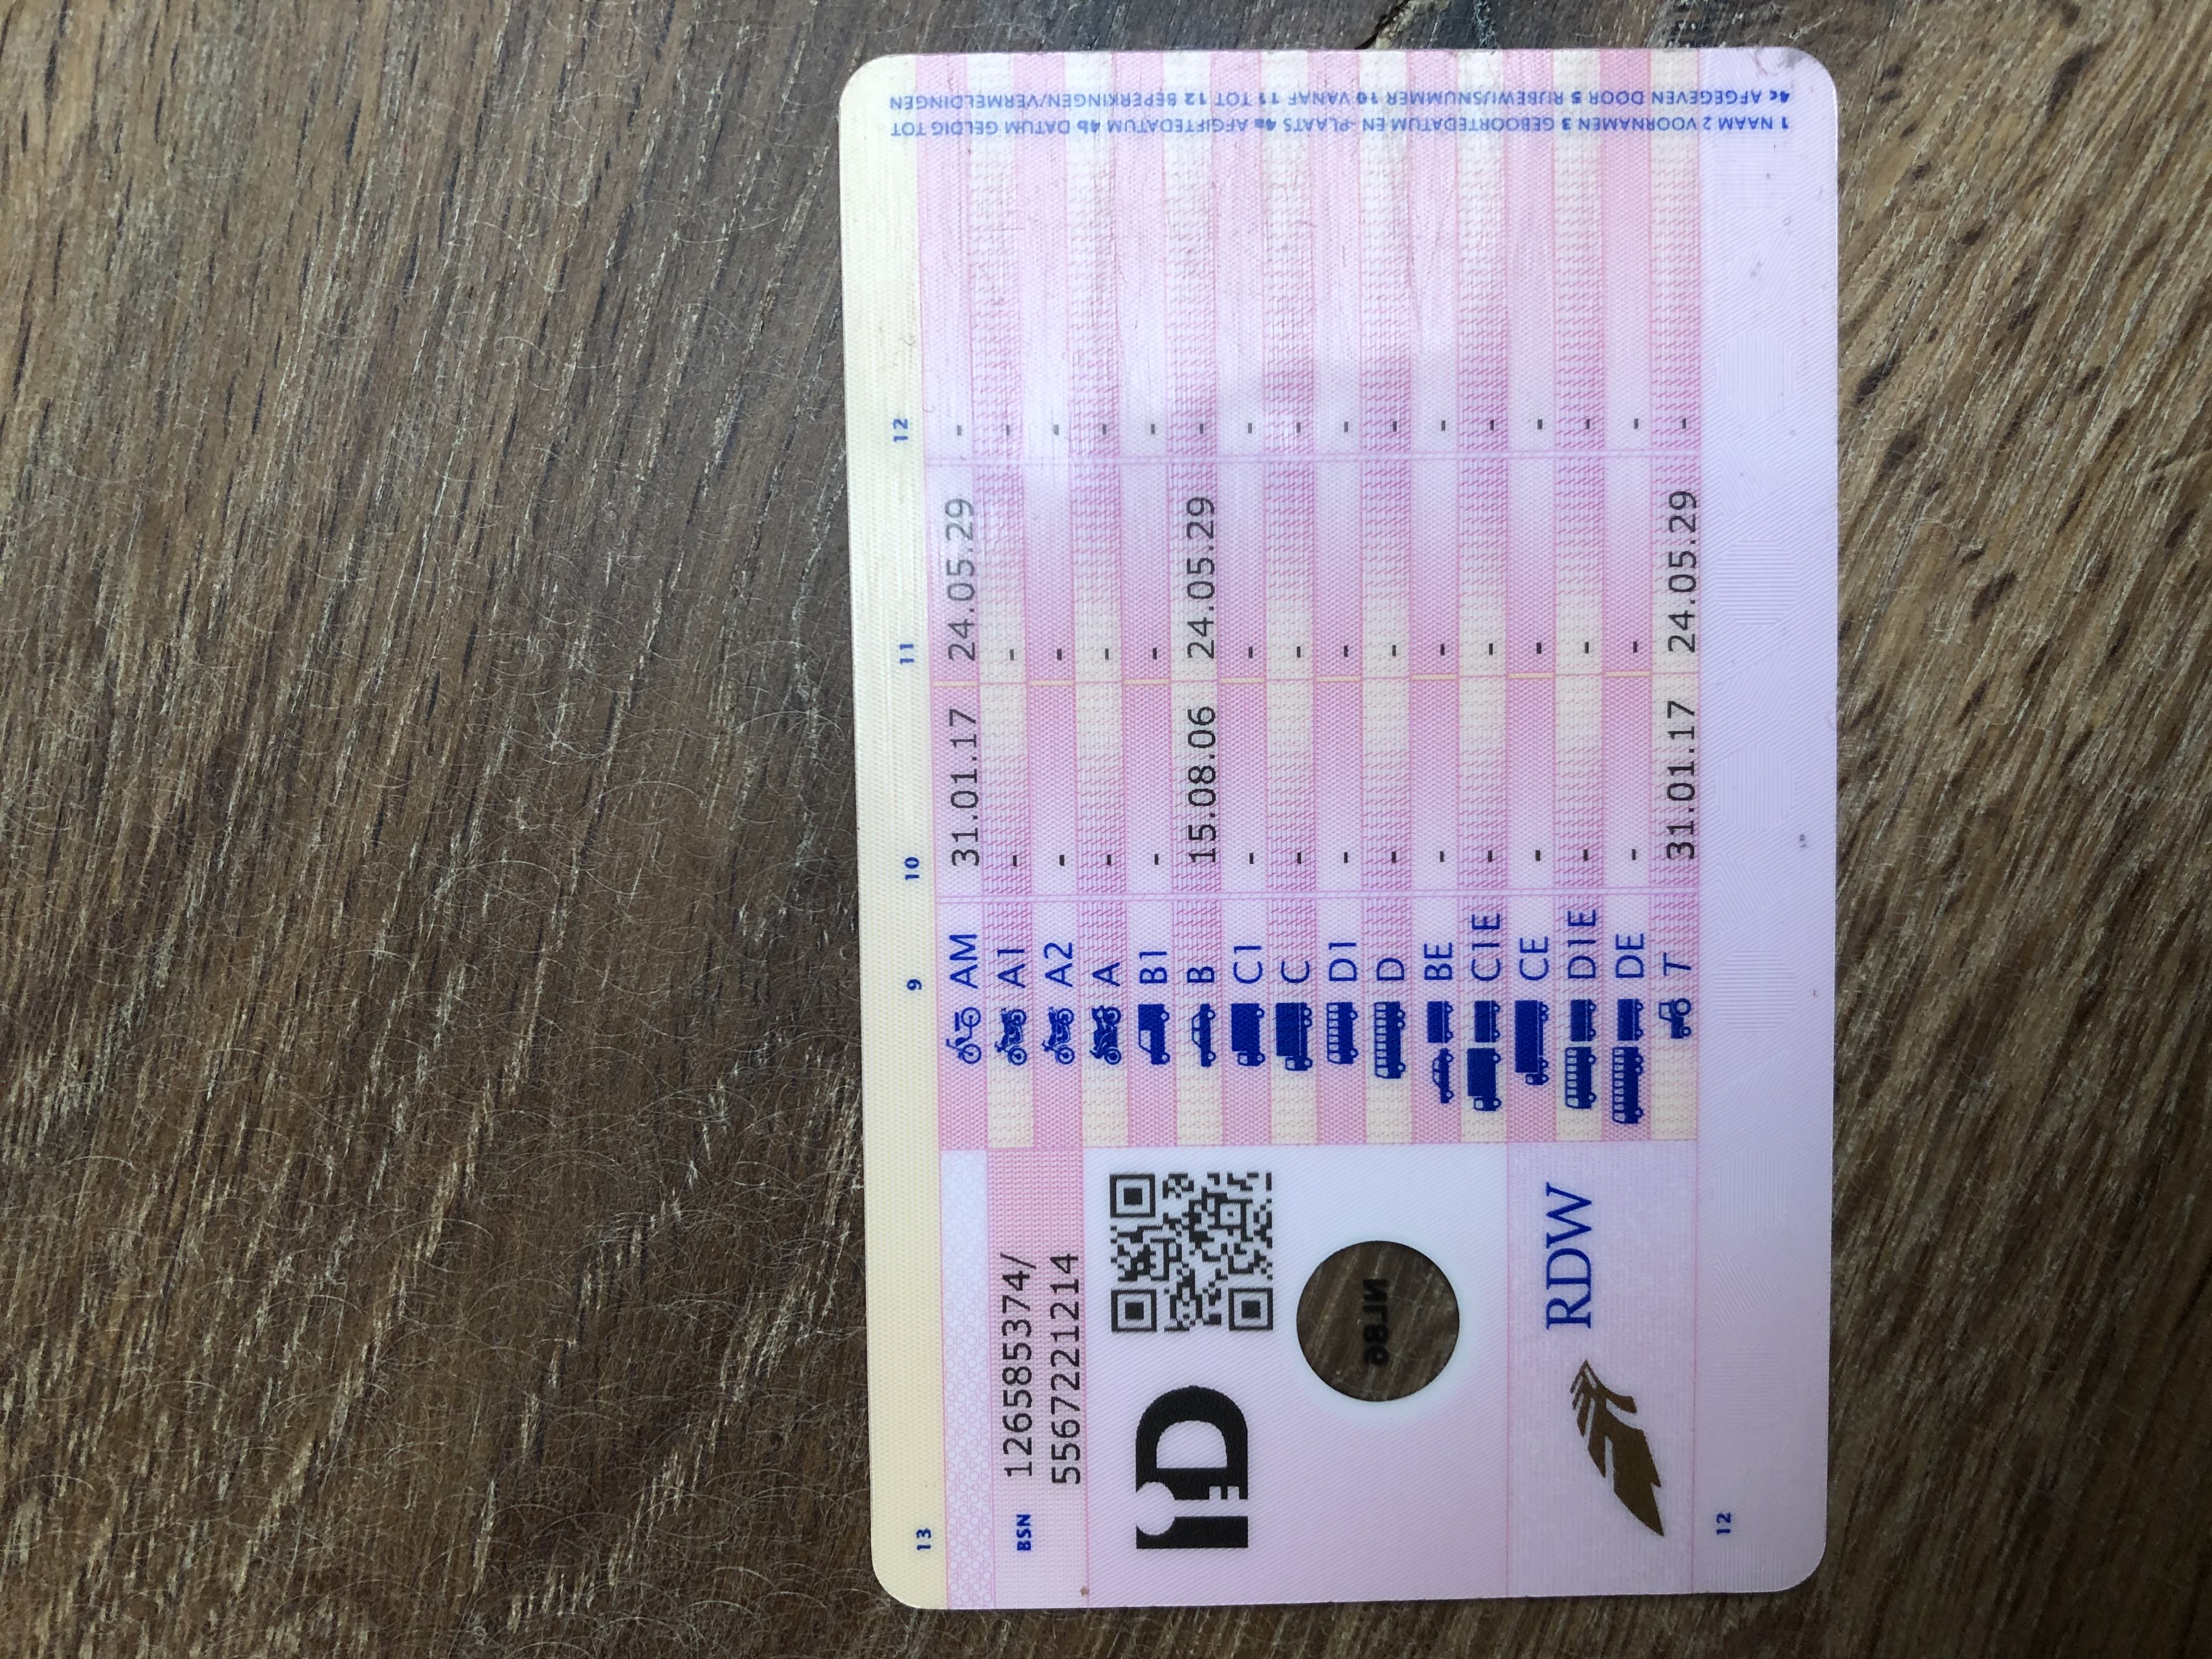 13 9 10 11 12
AM 31.01.17 24.05.29 -
BSN 126585374/
5567221214
A1 - - -
A2 - - -
A - - -
B1 - - -
B 15.08.06 24.05.29 -
C1 - - -
C - - -
D1 - - -
D - - -
BE - - -
C1E - - -
CE - - -
D1E - - -
DE - - -
T 31.01.17 24.05.29 -
iD
NL86
RDW
12
1 NAAM 2 VOORNAMEN 3 GEBOORTEDATUM EN -PLAATS 4a AFGIFTEDATUM 4b DATUM GELDIG TOT
4c AFGEGEVEN DOOR 5 RIJBEWIJSNUMMER 10 VANAF 11 TOT 12 BEPERKINGEN/VERMELDINGEN